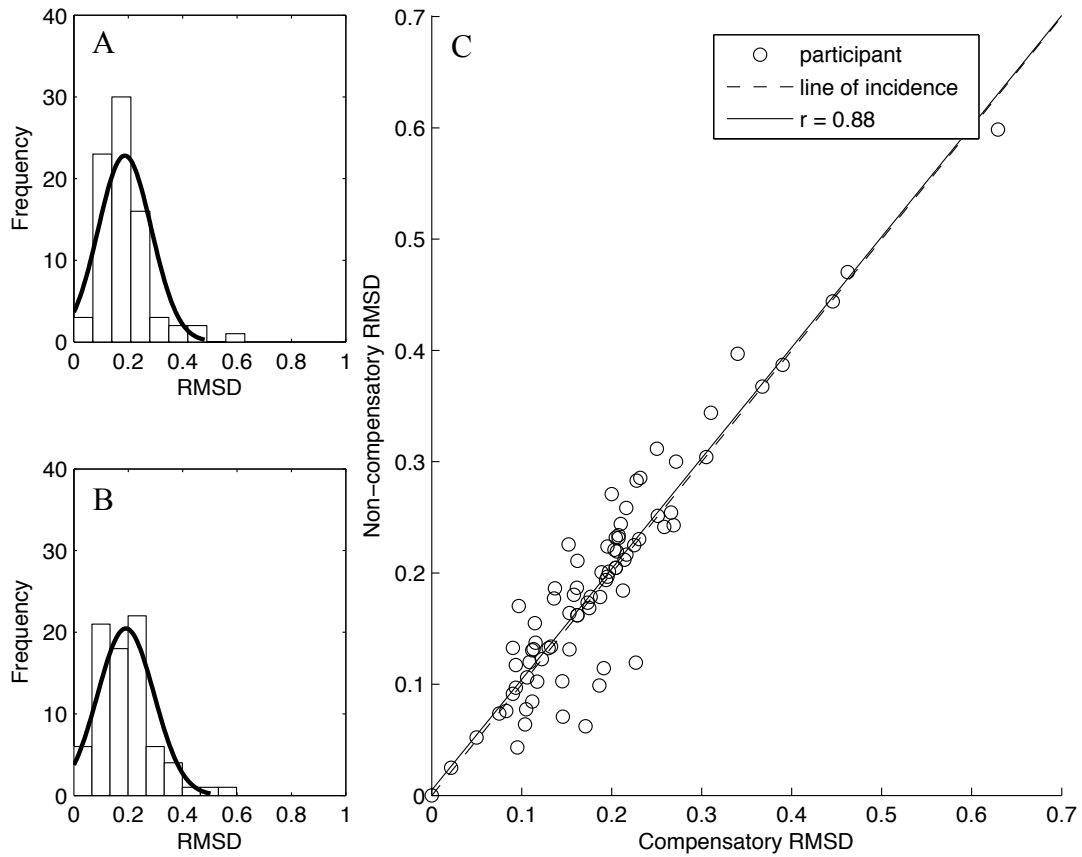 A
40
30
20
10
0
Frequency
0 0.2 0.4 0.6 0.8 1
RMSD
B
40
30
20
10
0
Frequency
0 0.2 0.4 0.6 0.8 1
RMSD
C
participant
line of incidence
r = 0.88
0.7
0.6
0.5
0.4
0.3
0.2
0.1
0
Non−compensatory RMSD
0 0.1 0.2 0.3 0.4 0.5 0.6 0.7
Compensatory RMSD